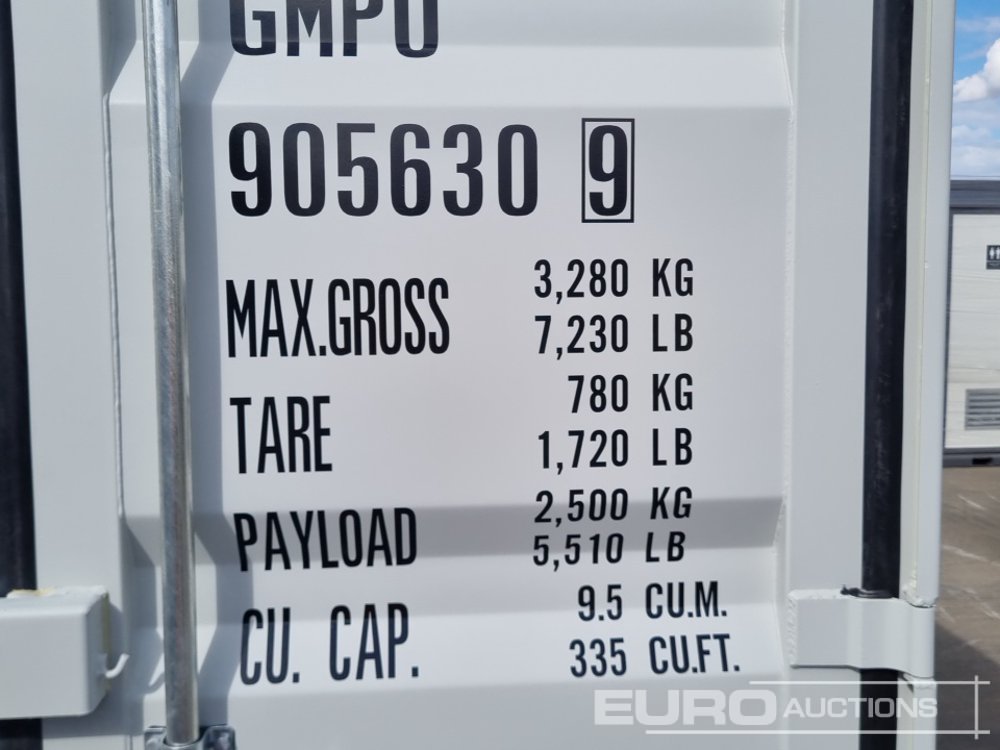 GMPU
905630 9
MAX.GROSS 3,280 KG
7,230 LB
TARE 780 KG
1,720 LB
PAYLOAD 2,500 KG
5,510 LB
CU. CAP. 9.5 CU.M.
335 CU.FT.
EURO AUCTIONS